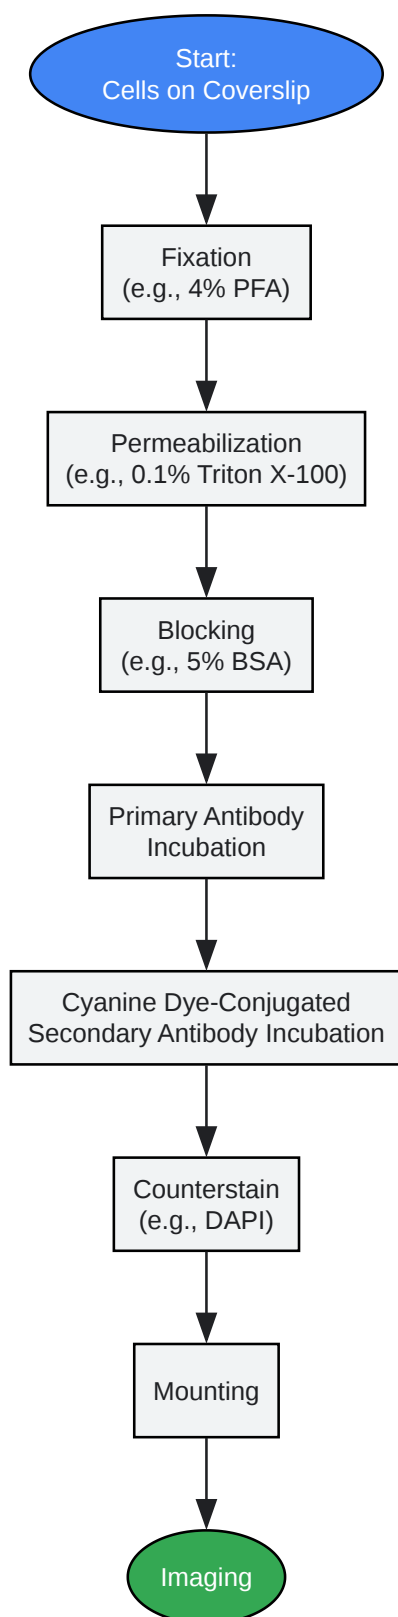 Start:
Cells on Coverslip
Fixation
(e.g., 4% PFA)
Permeabilization
(e.g., 0.1% Triton X-100)
Blocking
(e.g., 5% BSA)
Primary Antibody
Incubation
Cyanine Dye-Conjugated
Secondary Antibody Incubation
Counterstain
(e.g., DAPI)
Mounting
Imaging